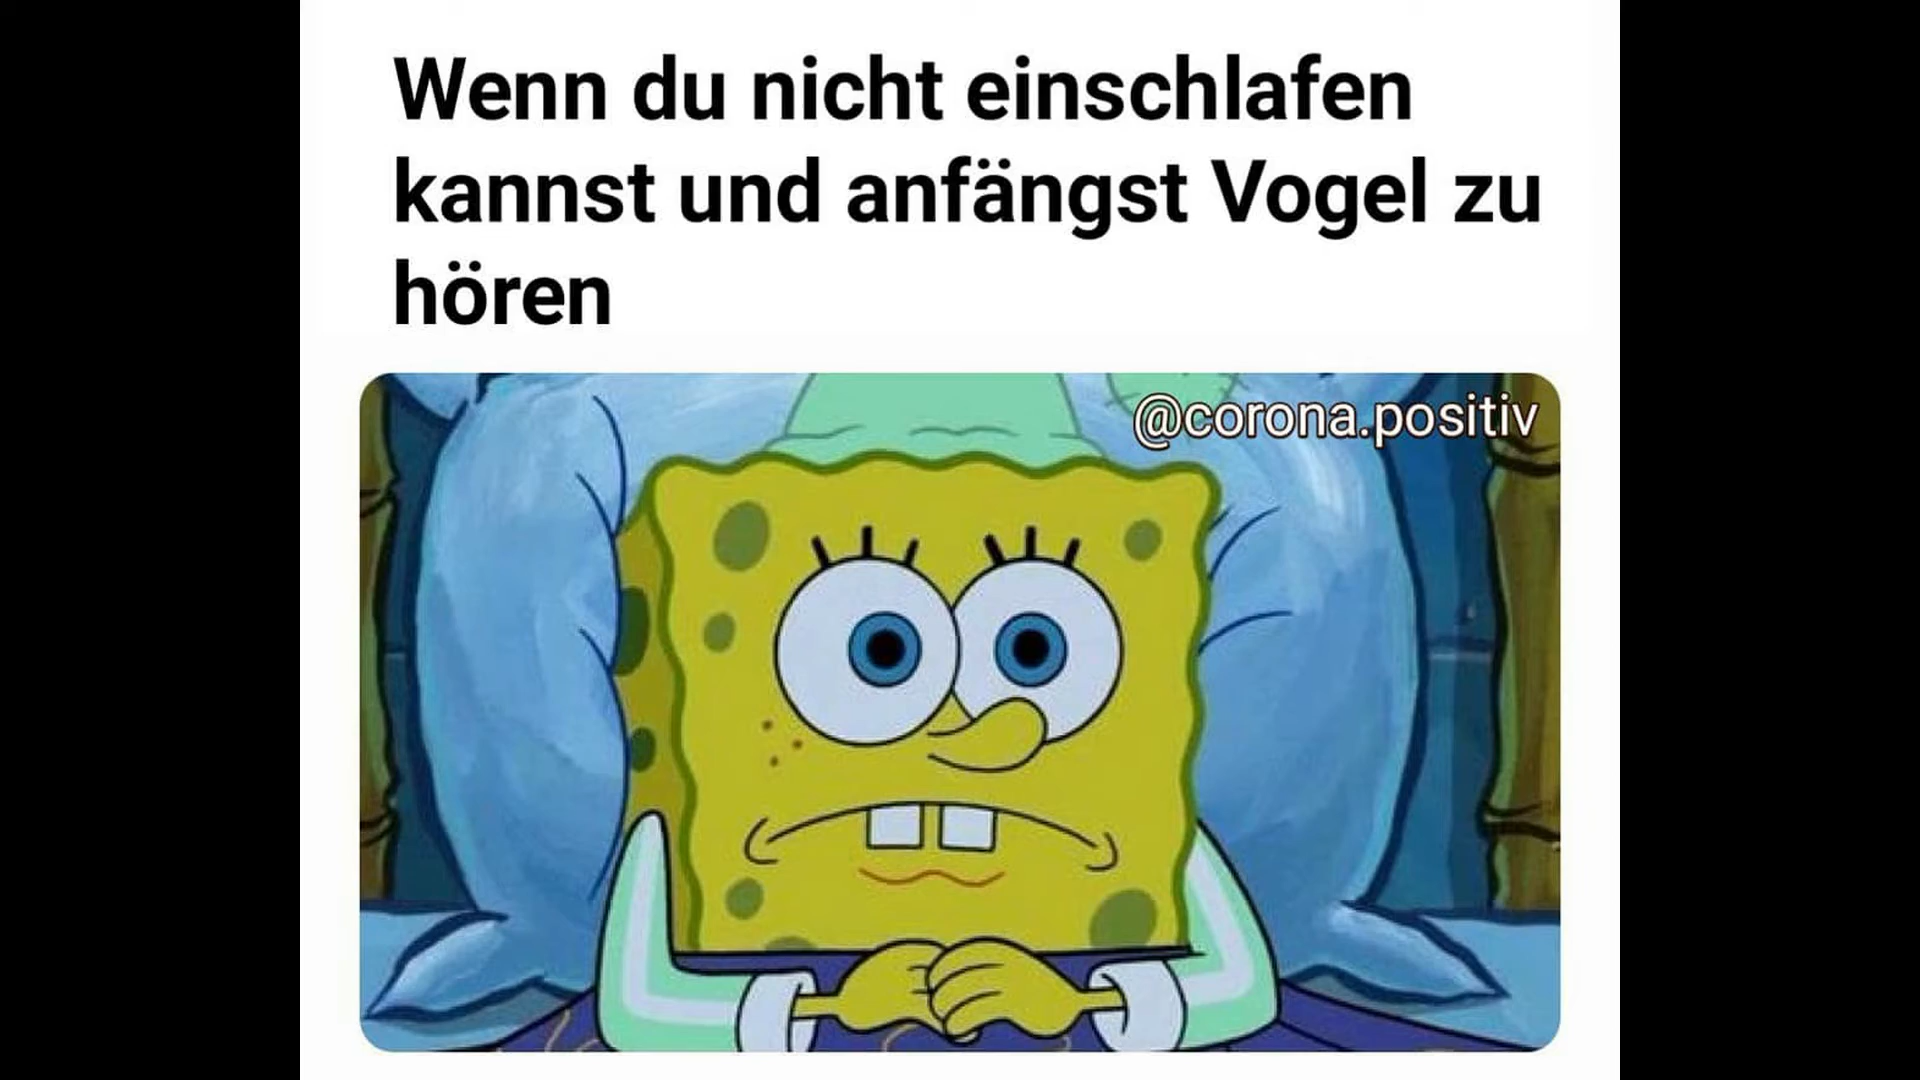 Wenn du nicht einschlafen
kannst und anfängst Vogel zu
hören
@corona.positiv